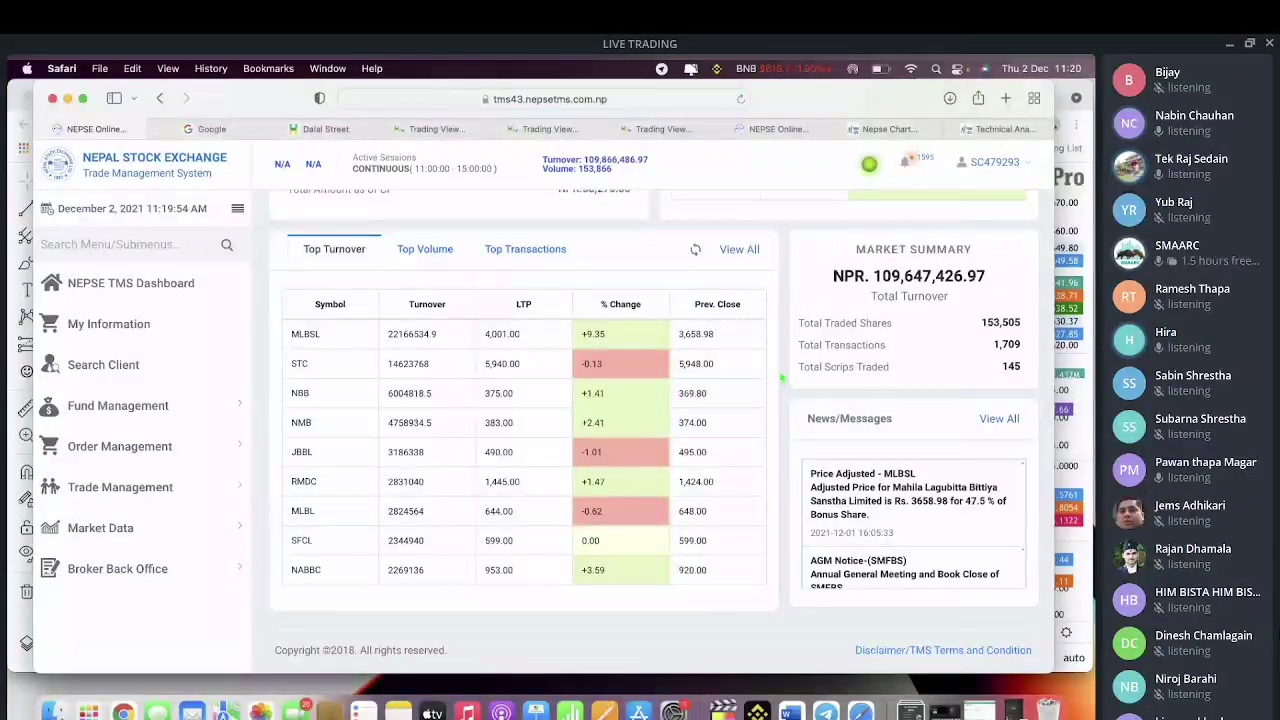 LIVE TRADING
Safari File Edit View History Bookmarks Window Help
BNB
Thu 2 Dec 11:20
tms43.nepsetms.com.np
NEPSE Online...
Google
Dalal Street
Trading View...
Trading View...
Trading View...
NEPSE Online...
Nepse Chart...
Technical Ana...
NEPAL STOCK EXCHANGE
Trade Management System
N/A N/A
Active Sessions
CONTINUOUS( 11:00:00 - 15:00:00 )
Turnover: 109,866,486.97
Volume: 153,866
1595
SC479293
December 2, 2021 11:19:54 AM
Search Menu/Submenus...
NEPSE TMS Dashboard
My Information
Search Client
Fund Management
Order Management
Trade Management
Market Data
Broker Back Office
Top Turnover
Top Volume
Top Transactions
View All
Symbol Turnover LTP % Change Prev. Close
MLBSL 22166534.9 4,001.00 +9.35 3,658.98
STC 14623768 5,940.00 -0.13 5,948.00
NBB 6004818.5 375.00 +1.41 369.80
NMB 4758934.5 383.00 +2.41 374.00
JBBL 3186338 490.00 -1.01 495.00
RMDC 2831040 1,445.00 +1.47 1,424.00
MLBL 2824564 644.00 -0.62 648.00
SFCL 2344940 599.00 0.00 599.00
NABBC 2269136 953.00 +3.59 920.00
MARKET SUMMARY
NPR. 109,647,426.97
Total Turnover
Total Traded Shares 153,505
Total Transactions 1,709
Total Scrips Traded 145
News/Messages
View All
Price Adjusted - MLBSL
Adjusted Price for Mahila Lagubitta Bittiya
Sanstha Limited is Rs. 3658.98 for 47.5 % of
Bonus Share.
2021-12-01 16:05:33
AGM Notice-(SMFBS)
Annual General Meeting and Book Close of
SMFBS
Copyright ©2018. All rights reserved.
Disclaimer/TMS Terms and Condition
auto
B
Bijay
listening
NC
Nabin Chauhan
listening
Tek Raj Sedain
listening
YR
Yub Raj
listening
SMAARC
1.5 hours free...
RT
Ramesh Thapa
listening
H
Hira
listening
SS
Sabin Shrestha
listening
SS
Subarna Shrestha
listening
PM
Pawan thapa Magar
listening
Jems Adhikari
listening
Rajan Dhamala
listening
HB
HIM BISTA HIM BIS...
listening
DC
Dinesh Chamlagain
listening
NB
Niroj Barahi
listening